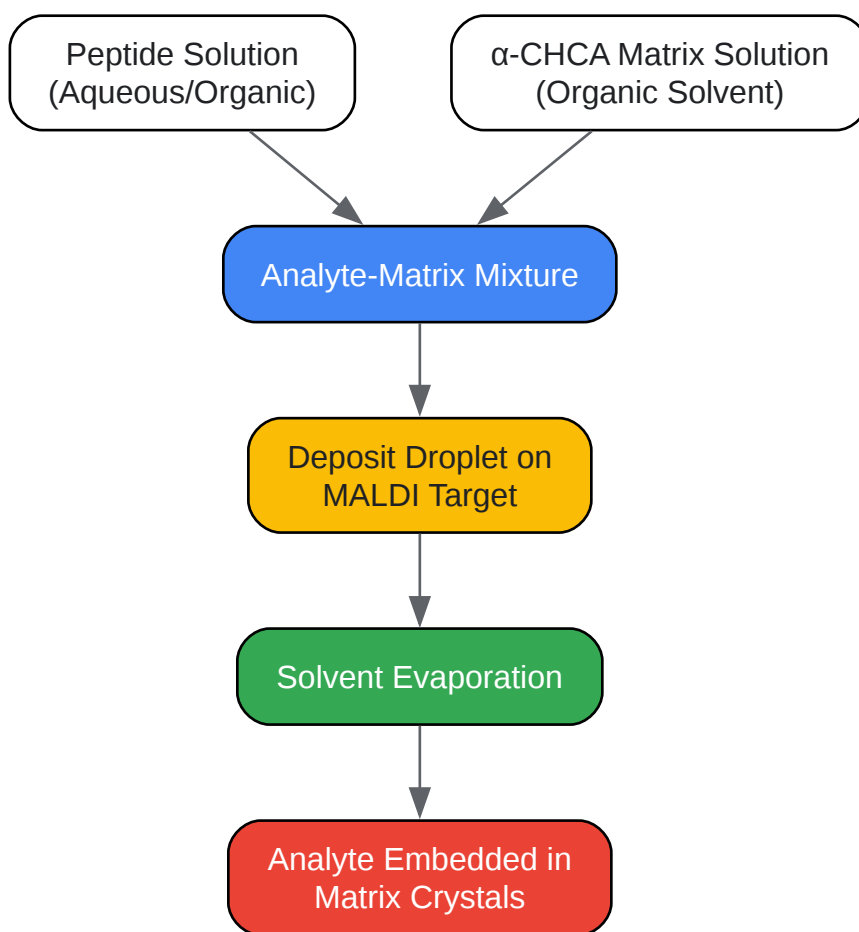 Peptide Solution
(Aqueous/Organic)
α-CHCA Matrix Solution
(Organic Solvent)
Analyte-Matrix Mixture
Deposit Droplet on
MALDI Target
Solvent Evaporation
Analyte Embedded in
Matrix Crystals